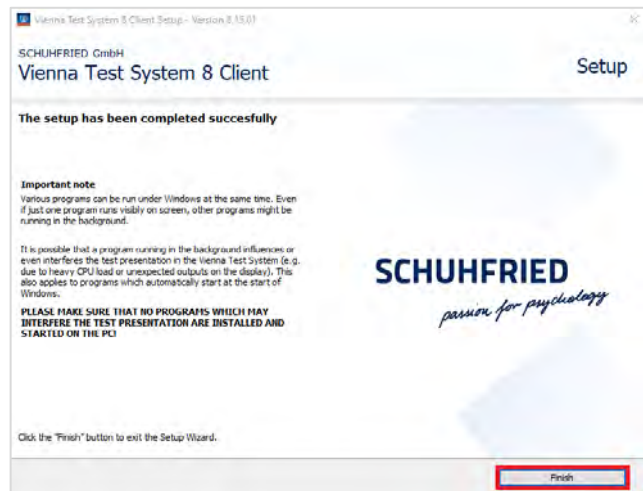 Vienna Test System 8 Client Setup - Version 8.13.01
SCHUHFRIED GmbH
Vienna Test System 8 Client
Setup
The setup has been completed succesfully
Important note
Various programs can be run under Windows at the same time. Even
if just one program runs visibly on screen, other programs might be
running in the background.
It is possible that a program running in the background influences or
even interferes the test presentation in the Vienna Test System (e.g.
due to heavy CPU load or unexpected outputs on the display). This
also applies to programs which automatically start at the start of
Windows.
PLEASE MAKE SURE THAT NO PROGRAMS WHICH MAY
INTERFERE THE TEST PRESENTATION ARE INSTALLED AND
STARTED ON THE PC!
SCHUHFRIED
passion for psychology
Click the "Finish" button to exit the Setup Wizard.
Finish